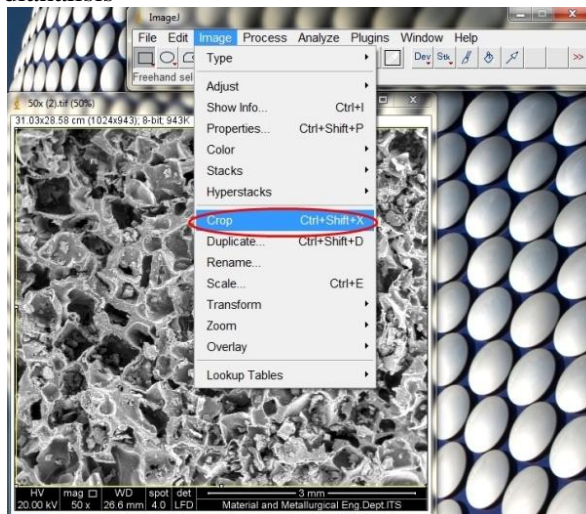 ImageJ
File Edit Image Process Analyze Plugins Window Help
Dev Stk >>
Freehand sel
Type
Adjust
Show Info... Ctrl+I
Properties... Ctrl+Shift+P
Color
Stacks
Hyperstacks
Crop Ctrl+Shift+X
Duplicate... Ctrl+Shift+D
Rename...
Scale... Ctrl+E
Transform
Zoom
Overlay
Lookup Tables
50x (2).tif (50%)
31.03x28.58 cm (1024x943); 8-bit; 943K
HV mag WD spot det 3 mm
20.00 kV 50 x 26.6 mm 4.0 LFD Material and Metallurgical Eng.Dept.ITS